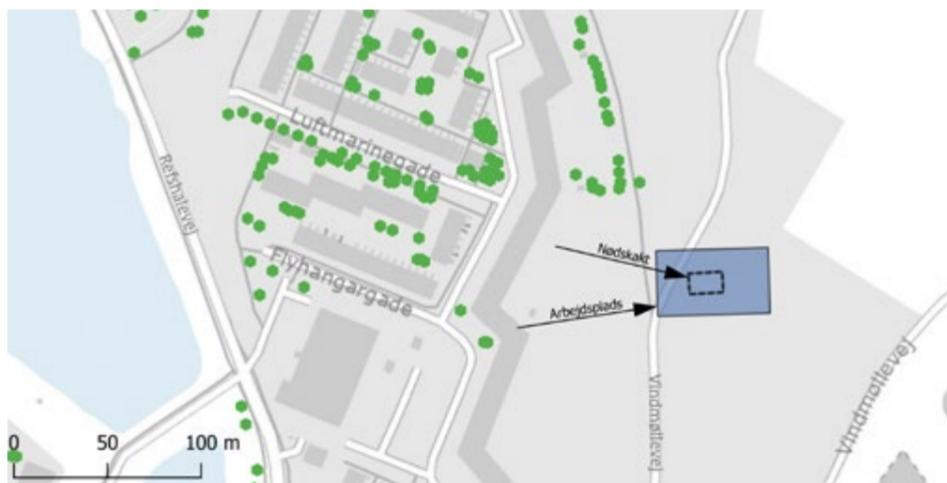 Luftmarinegade
Refshalevej
Flyhangargade
Nødskakt
Arbejdsplads
Vindmøllevej
Vindmøllevej
0 50 100 m